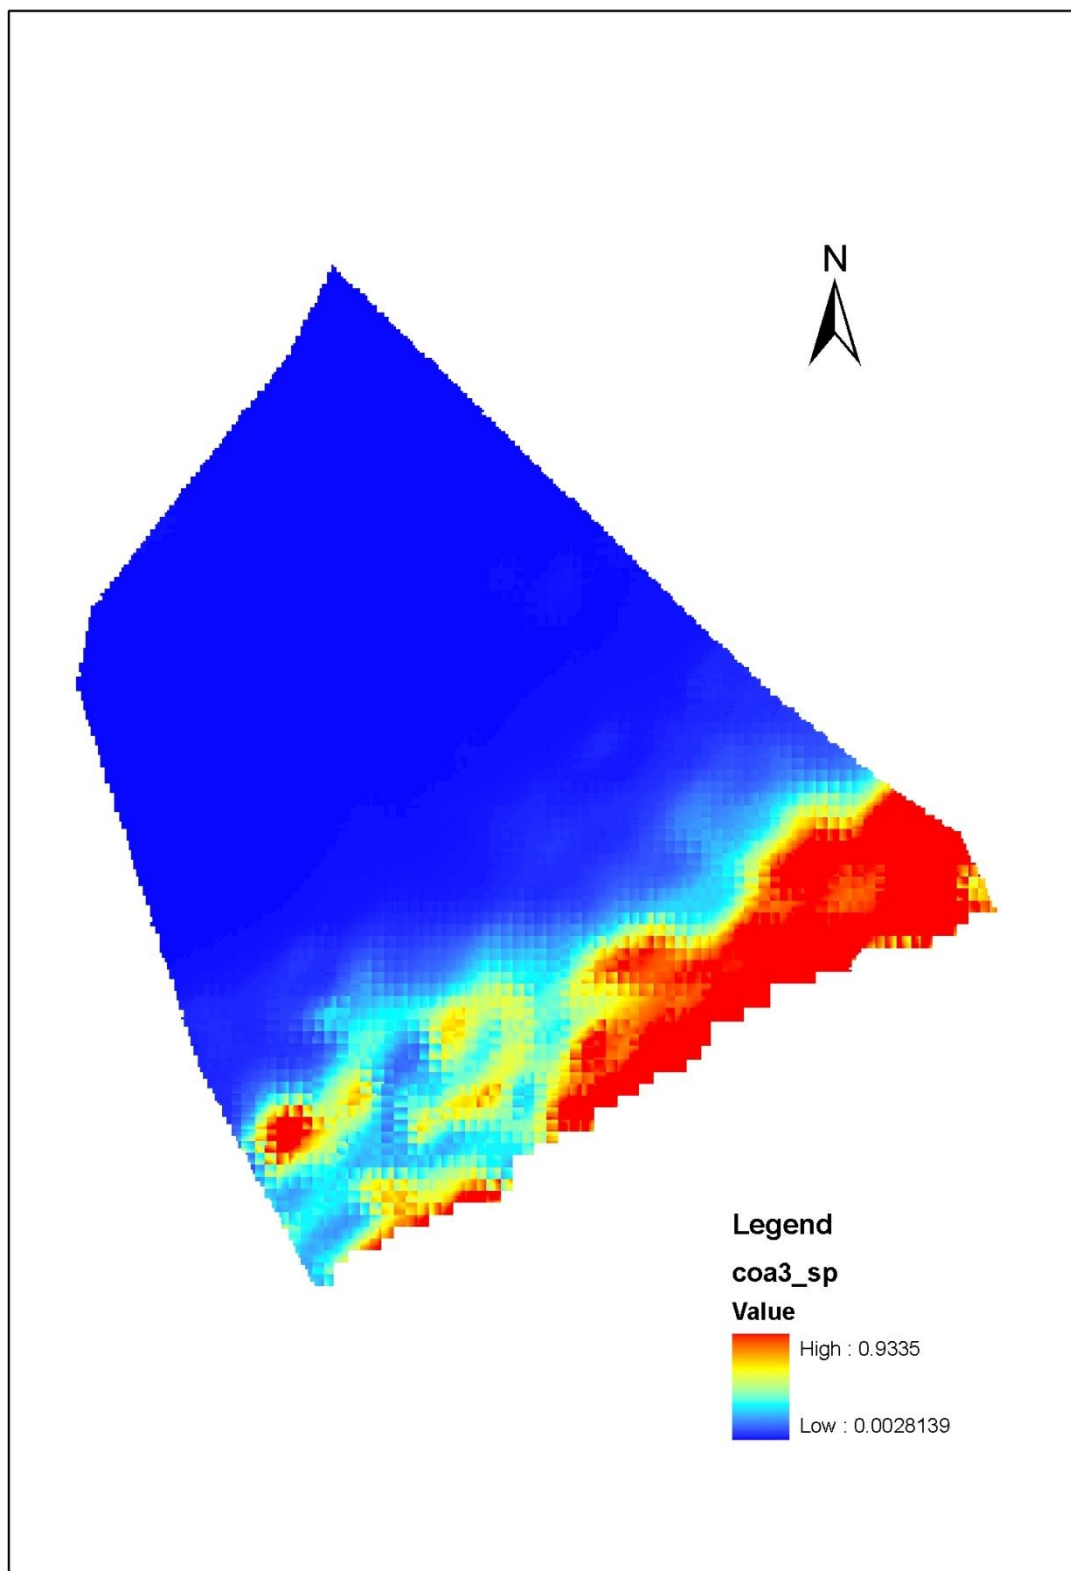 N
Legend
coa3_sp
Value
High : 0.9335
Low : 0.0028139